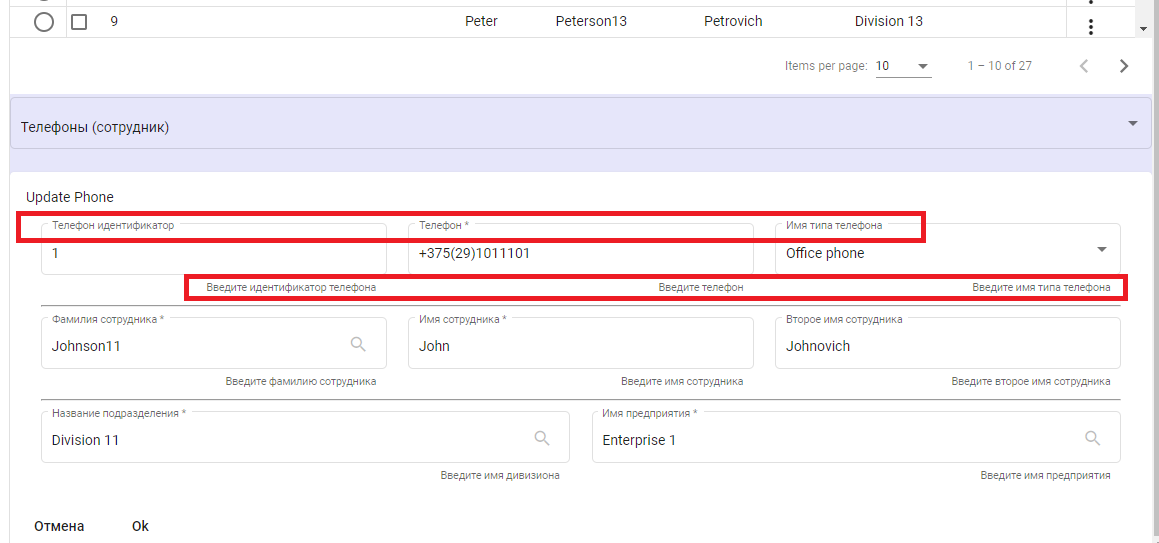 9 Peter Peterson13 Petrovich Division 13
Items per page: 10 1 – 10 of 27
Телефоны (сотрудник)
Update Phone
Телефон идентификатор Телефон * Имя типа телефона
1 +375(29)1011101 Office phone
Введите идентификатор телефона Введите телефон Введите имя типа телефона
Фамилия сотрудника * Имя сотрудника * Второе имя сотрудника
Johnson11 John Johnovich
Введите фамилию сотрудника Введите имя сотрудника Введите второе имя сотрудника
Название подразделения * Имя предприятия *
Division 11 Enterprise 1
Введите имя дивизиона Введите имя предприятия
Отмена Ok